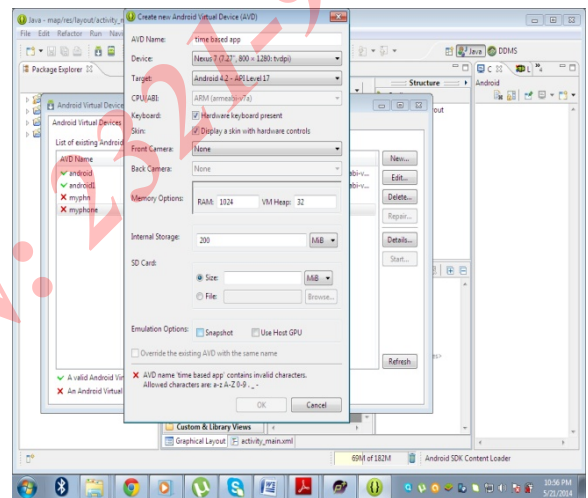 Java - map/res/layout/activity_n
File Edit Refactor Run Navi
Create new Android Virtual Device (AVD)
Java DDMS
Package Explorer
Structure
Android
Android Virtual Device
Android Virtual Devices
List of existing Android
AVD Name
android
android1
myphn
myphone
A valid Android Vir
An Android Virtual
AVD Name: time based app
Device: Nexus 7 (7.27", 800 × 1280: tvdpi)
Target: Android 4.2 - API Level 17
CPU/ABI: ARM (armeabi-v7a)
Keyboard: Hardware keyboard present
Skin: Display a skin with hardware controls
Front Camera: None
Back Camera: None
Memory Options: RAM: 1024 VM Heap: 32
Internal Storage: 200 MiB
SD Card:
Size: MiB
File: Browse...
Emulation Options: Snapshot Use Host GPU
Override the existing AVD with the same name
AVD name 'time based app' contains invalid characters.
Allowed characters are: a-z A-Z 0-9 . _ -
OK Cancel
New...
Edit...
Delete...
Repair...
Details...
Start...
Refresh
Custom & Library Views
Graphical Layout activity_main.xml
69M of 182M Android SDK Content Loader
10:56 PM
5/21/2014
: 2321-9